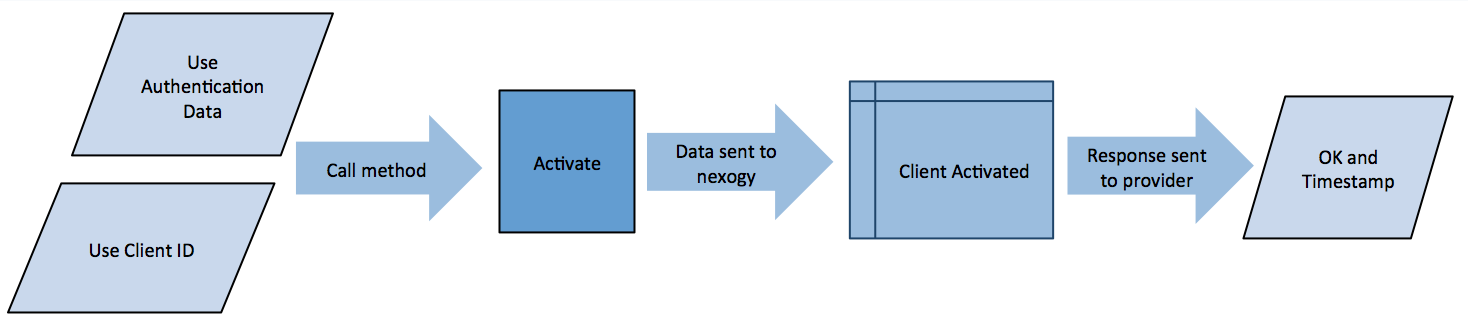 Use
Authentication
Data
Use Client ID
Call method
Activate
Data sent to
nexogy
Client Activated
Response sent
to provider
OK and
Timestamp